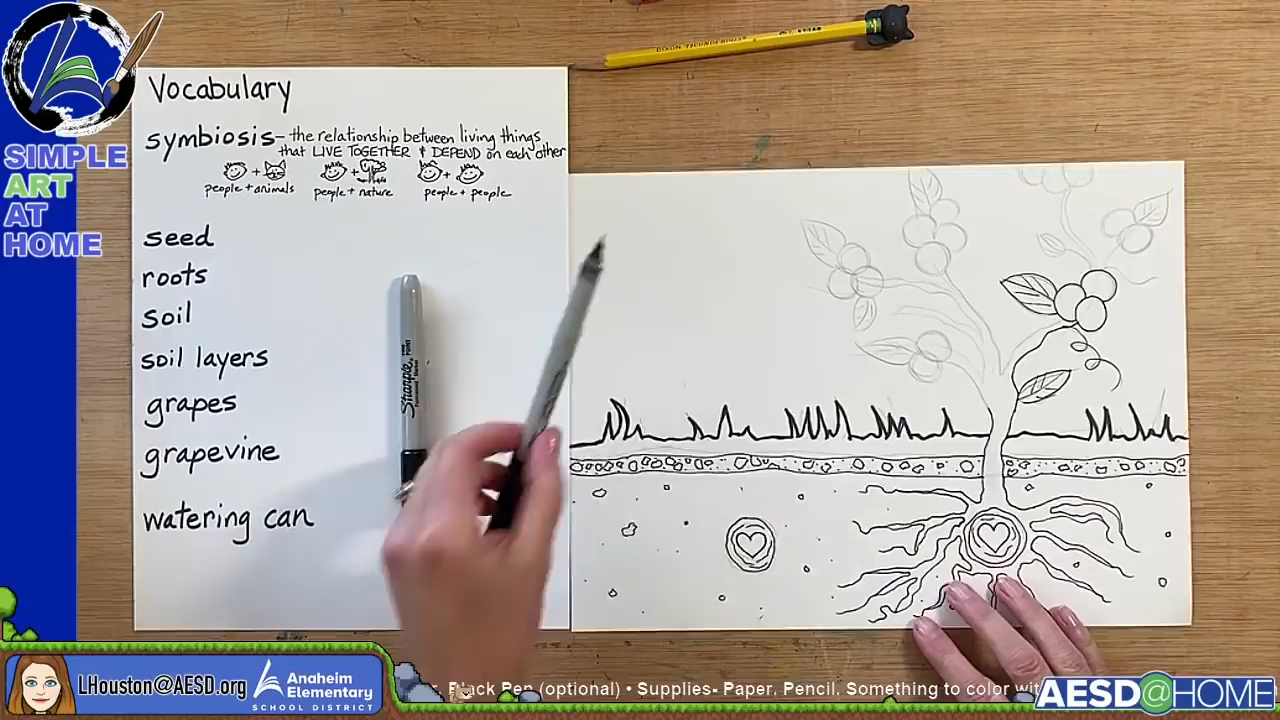 SIMPLE
ART
AT
HOME
Vocabulary
symbiosis - the relationship between living things
that LIVE TOGETHER & DEPEND on each other
people + animals
people + nature
people + people
seed
roots
soil
soil layers
grapes
grapevine
watering can
DIXON TICONDEROGA
Sharpie
LHouston@AESD.org
Anaheim
Elementary
SCHOOL DISTRICT
Black Pen (optional) • Supplies- Paper, Pencil, Something to color
AESD@HOME